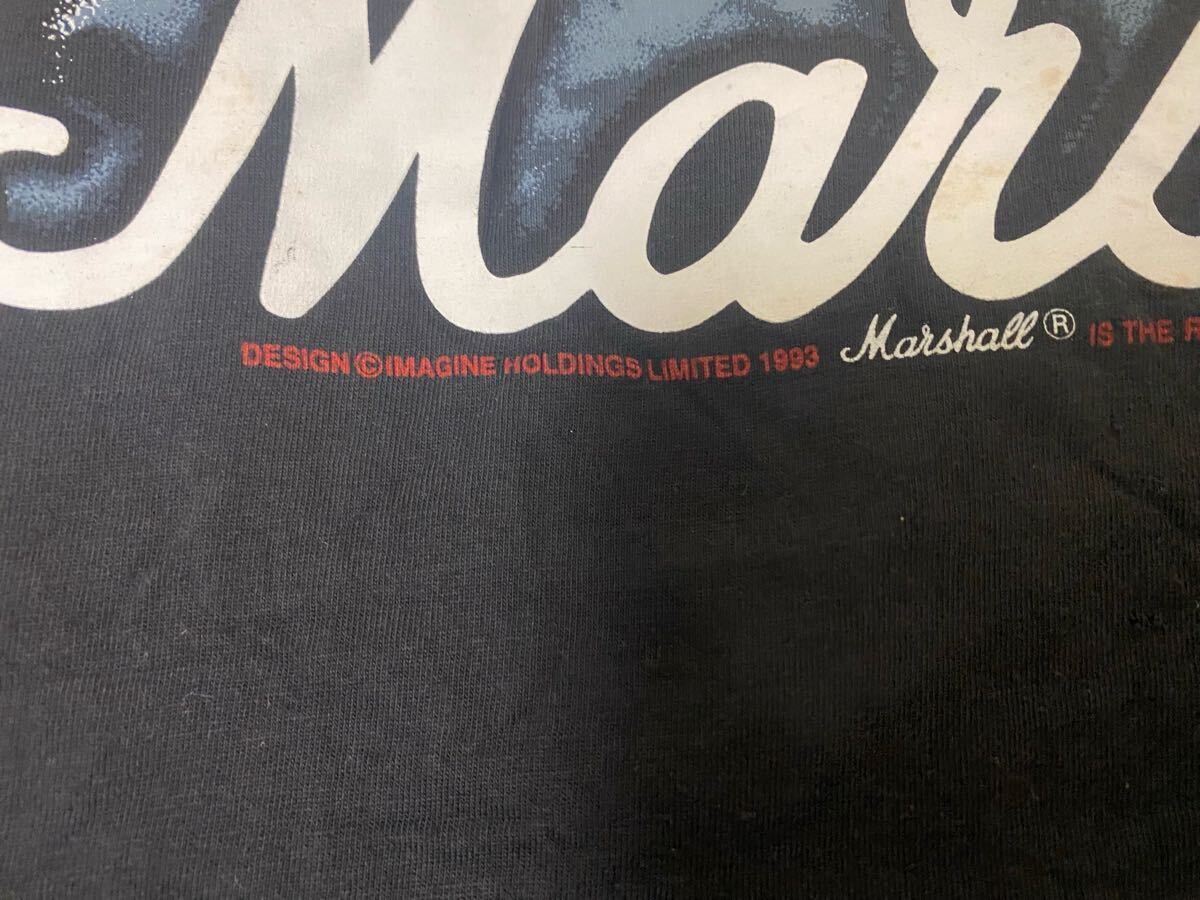 Mar
DESIGN © IMAGINE HOLDINGS LIMITED 1993 Marshall ® IS THE